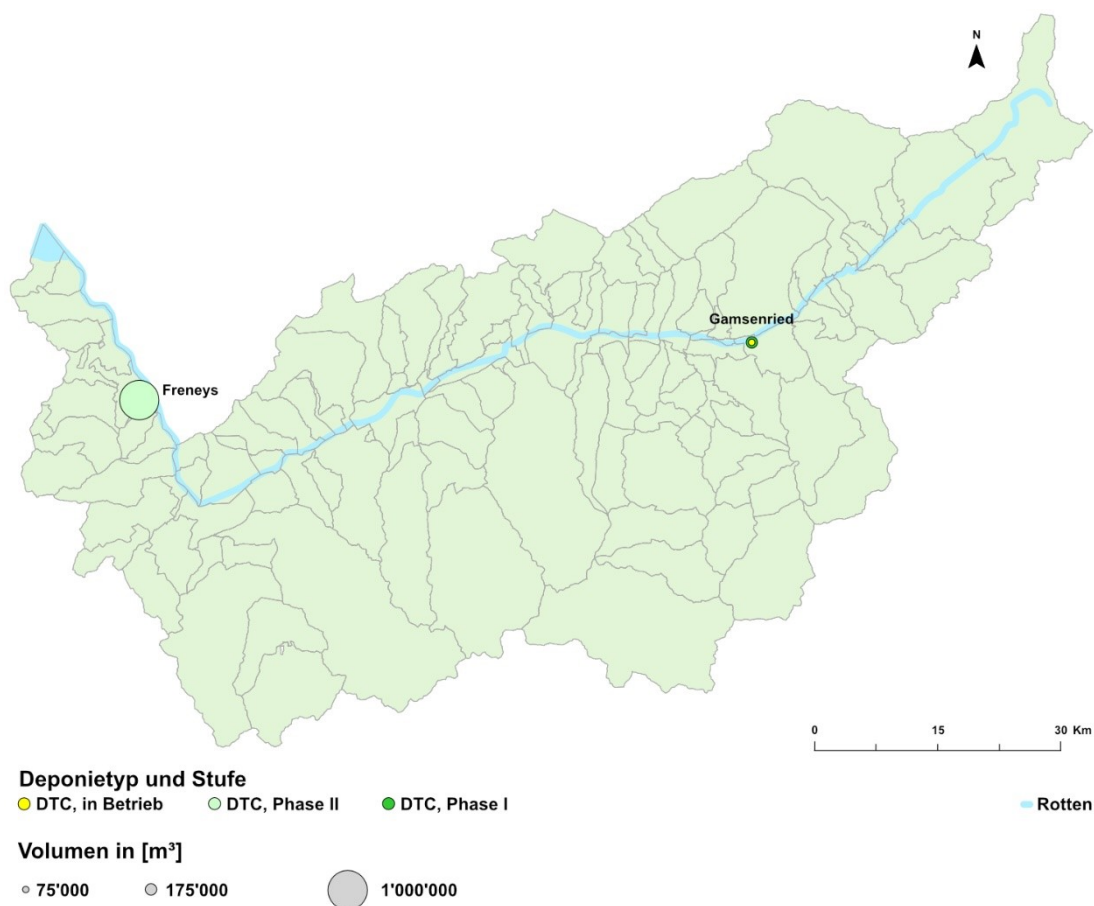 N
Gamsenried
Freneys
0 15 30 Km
Deponietyp und Stufe
DTC, in Betrieb DTC, Phase II DTC, Phase I Rotten
Volumen in [m³]
75'000 175'000 1'000'000